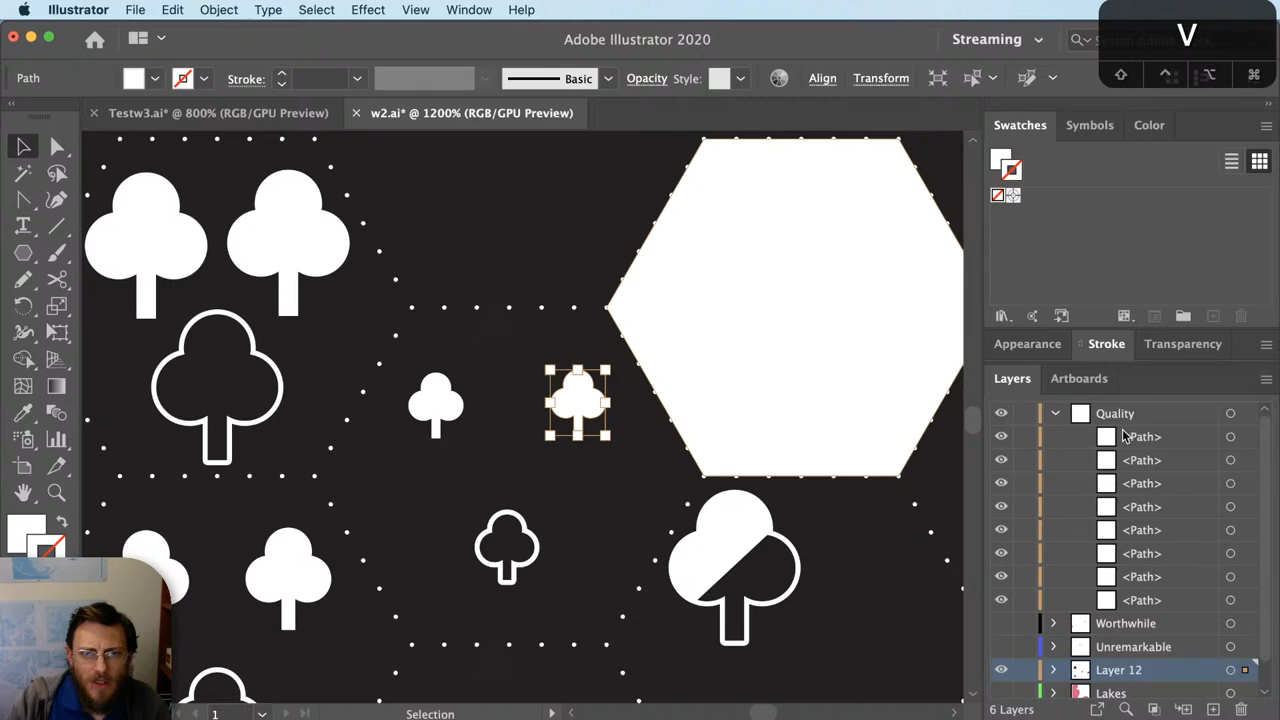 Illustrator File Edit Object Type Select Effect View Window Help
V
Adobe Illustrator 2020
Streaming
Path
Stroke:
Basic
Opacity
Style:
Align
Transform
Testw3.ai* @ 800% (RGB/GPU Preview)
w2.ai* @ 1200% (RGB/GPU Preview)
Swatches
Symbols
Color
Appearance
Stroke
Transparency
Layers
Artboards
Quality
<Path>
<Path>
<Path>
<Path>
<Path>
<Path>
<Path>
<Path>
Worthwhile
Unremarkable
Layer 12
Lakes
6 Layers
1
Selection